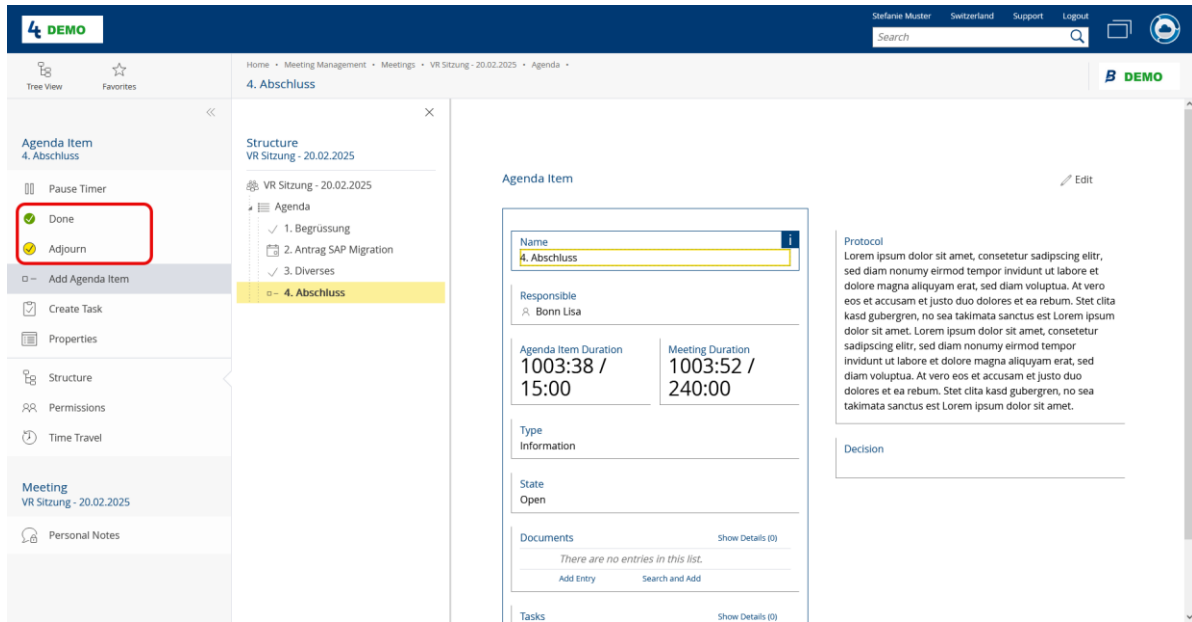 4 DEMO
Stefanie Muster Switzerland Support Logout
Search
Tree View Favorites
Home • Meeting Management • Meetings • VR Sitzung - 20.02.2025 • Agenda •
4. Abschluss
B DEMO
Agenda Item
4. Abschluss
Pause Timer
Done
Adjourn
Add Agenda Item
Create Task
Properties
Structure
Permissions
Time Travel
Meeting
VR Sitzung - 20.02.2025
Personal Notes
Structure
VR Sitzung - 20.02.2025
VR Sitzung - 20.02.2025
Agenda
1. Begrüssung
2. Antrag SAP Migration
3. Diverses
4. Abschluss
Agenda Item
Edit
Name
i
4. Abschluss
Responsible
Bonn Lisa
Agenda Item Duration
1003:38 /
15:00
Meeting Duration
1003:52 /
240:00
Type
Information
State
Open
Documents Show Details (0)
There are no entries in this list.
Add Entry Search and Add
Tasks Show Details (0)
Protocol
Lorem ipsum dolor sit amet, consetetur sadipscing elitr,
sed diam nonumy eirmod tempor invidunt ut labore et
dolore magna aliquyam erat, sed diam voluptua. At vero
eos et accusam et justo duo dolores et ea rebum. Stet clita
kasd gubergren, no sea takimata sanctus est Lorem ipsum
dolor sit amet. Lorem ipsum dolor sit amet, consetetur
sadipscing elitr, sed diam nonumy eirmod tempor
invidunt ut labore et dolore magna aliquyam erat, sed
diam voluptua. At vero eos et accusam et justo duo
dolores et ea rebum. Stet clita kasd gubergren, no sea
takimata sanctus est Lorem ipsum dolor sit amet.
Decision